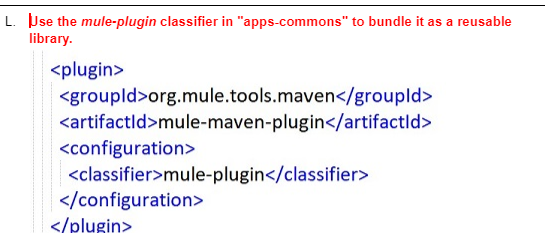 L. Use the mule-plugin classifier in "apps-commons" to bundle it as a reusable
library.
<plugin>
<groupId>org.mule.tools.maven</groupId>
<artifactId>mule-maven-plugin</artifactId>
<configuration>
<classifier>mule-plugin</classifier>
</configuration>
</plugin>